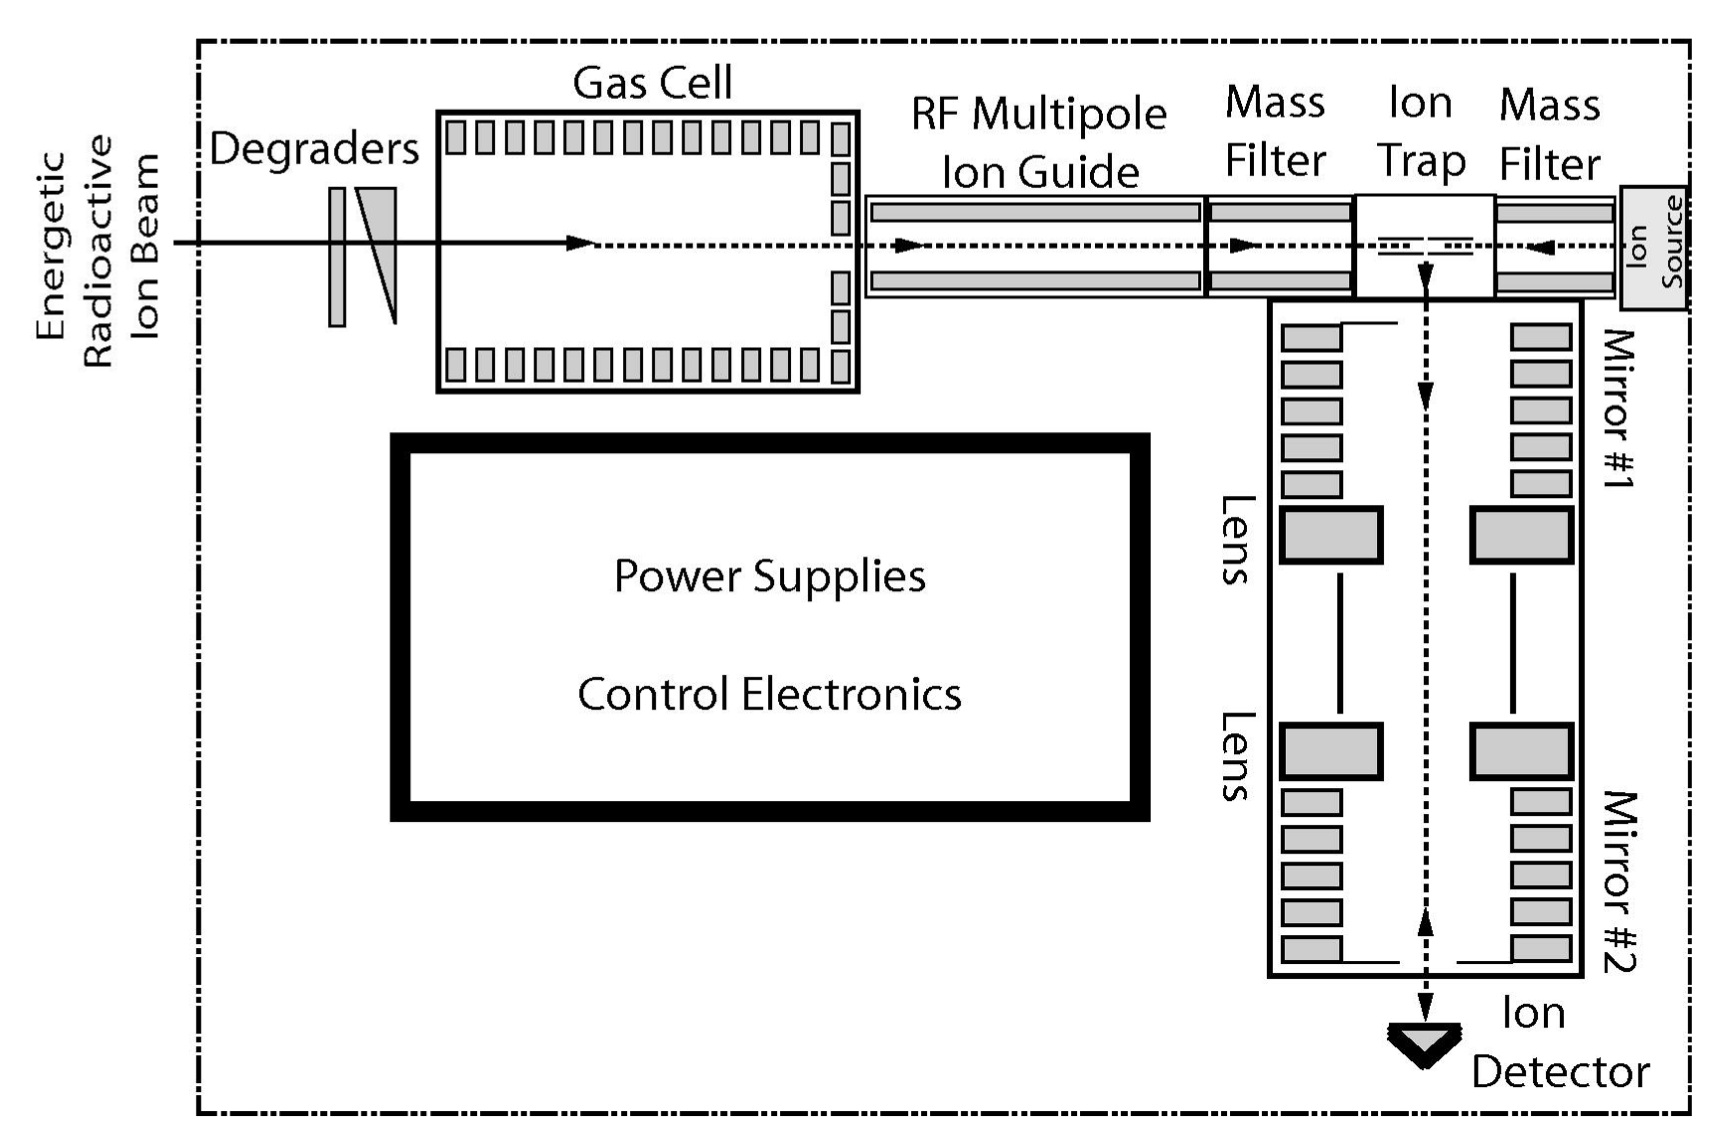 Energetic
Radioactive
Ion Beam
Degraders
Gas Cell
RF Multipole
Ion Guide
Mass
Filter
Ion
Trap
Mass
Filter
Ion
Source
Mirror #1
Lens
Power Supplies
Control Electronics
Lens
Mirror #2
Ion
Detector